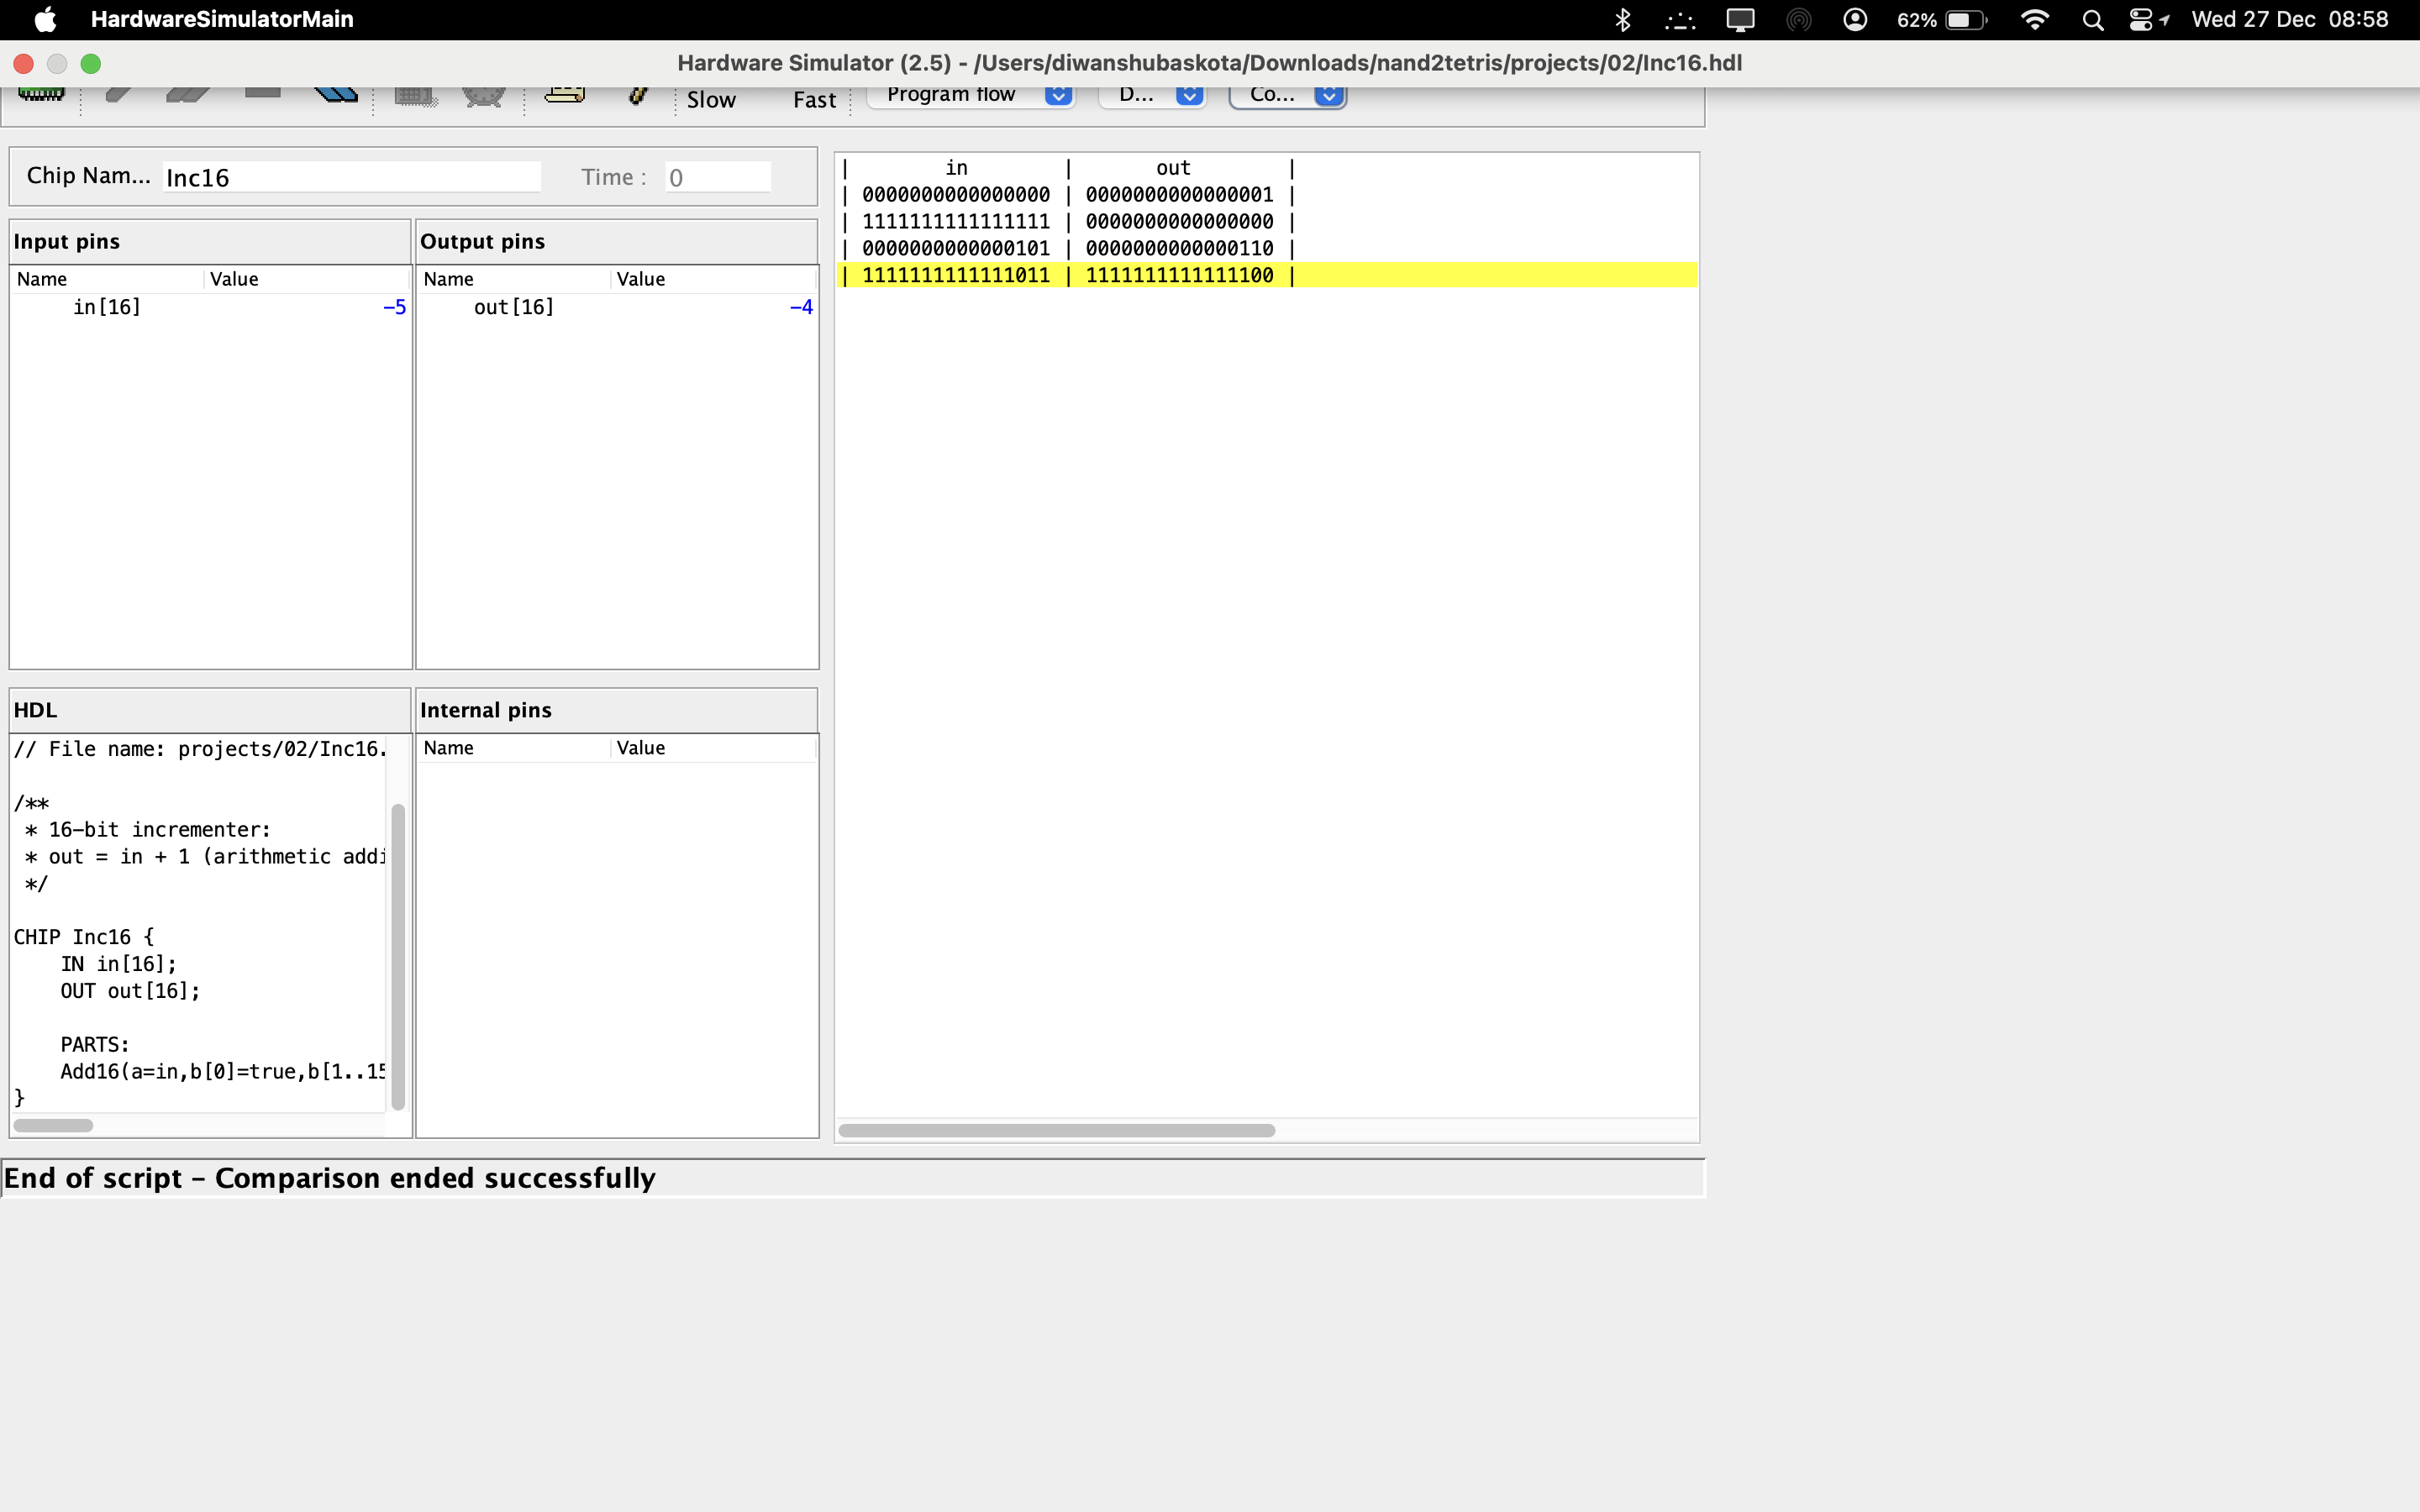 HardwareSimulatorMain 62% Wed 27 Dec 08:58
Hardware Simulator (2.5) - /Users/diwanshubaskota/Downloads/nand2tetris/projects/02/Inc16.hdl
Slow Fast Program flow D... Co...
Chip Nam... Inc16 Time : 0
Input pins Output pins
Name Value Name Value
in[16] -5 out[16] -4
HDL Internal pins
Name Value
// File name: projects/02/Inc16.
/**
* 16-bit incrementer:
* out = in + 1 (arithmetic addi
*/
CHIP Inc16 {
IN in[16];
OUT out[16];
PARTS:
Add16(a=in,b[0]=true,b[1..15
}
| in | out |
| 0000000000000000 | 0000000000000001 |
| 1111111111111111 | 0000000000000000 |
| 0000000000000101 | 0000000000000110 |
| 1111111111111011 | 1111111111111100 |
End of script - Comparison ended successfully